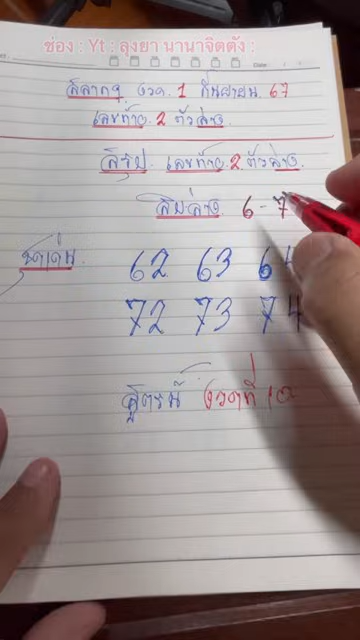 ช่อง : Yt : ลุงยา นานาจิตตัง :
Date
สลากฯ งวด. 1 กันยายน. 67
เลขท้าย. 2 ตัวล่าง
สรุป. เลขท้าย. 2 ตัวล่าง.
สิบล่าง. 6 - 7
62 63 64
72 73 74
สูตรนี้ งวดที่ 10